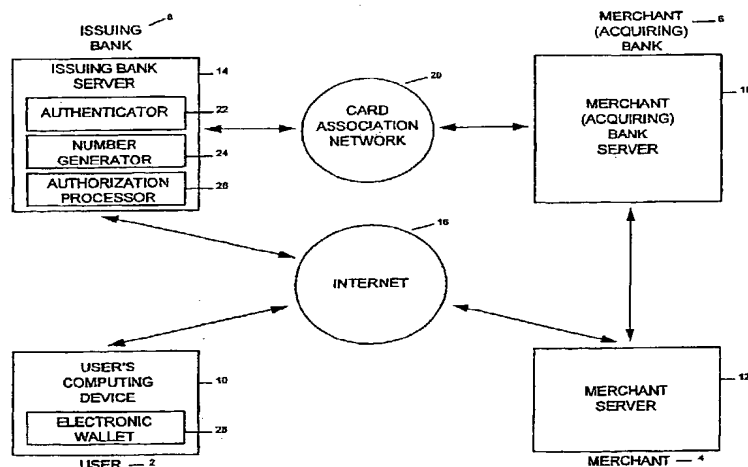 ISSUING
BANK
8
ISSUING BANK
SERVER
14
AUTHENTICATOR
22
NUMBER
GENERATOR
24
AUTHORIZATION
PROCESSOR
26
20
CARD
ASSOCIATION
NETWORK
MERCHANT
(ACQUIRING)
BANK
6
MERCHANT
(ACQUIRING)
BANK
SERVER
16
INTERNET
USER'S
COMPUTING
DEVICE
10
ELECTRONIC
WALLET
28
USER
2
MERCHANT
SERVER
12
MERCHANT
4